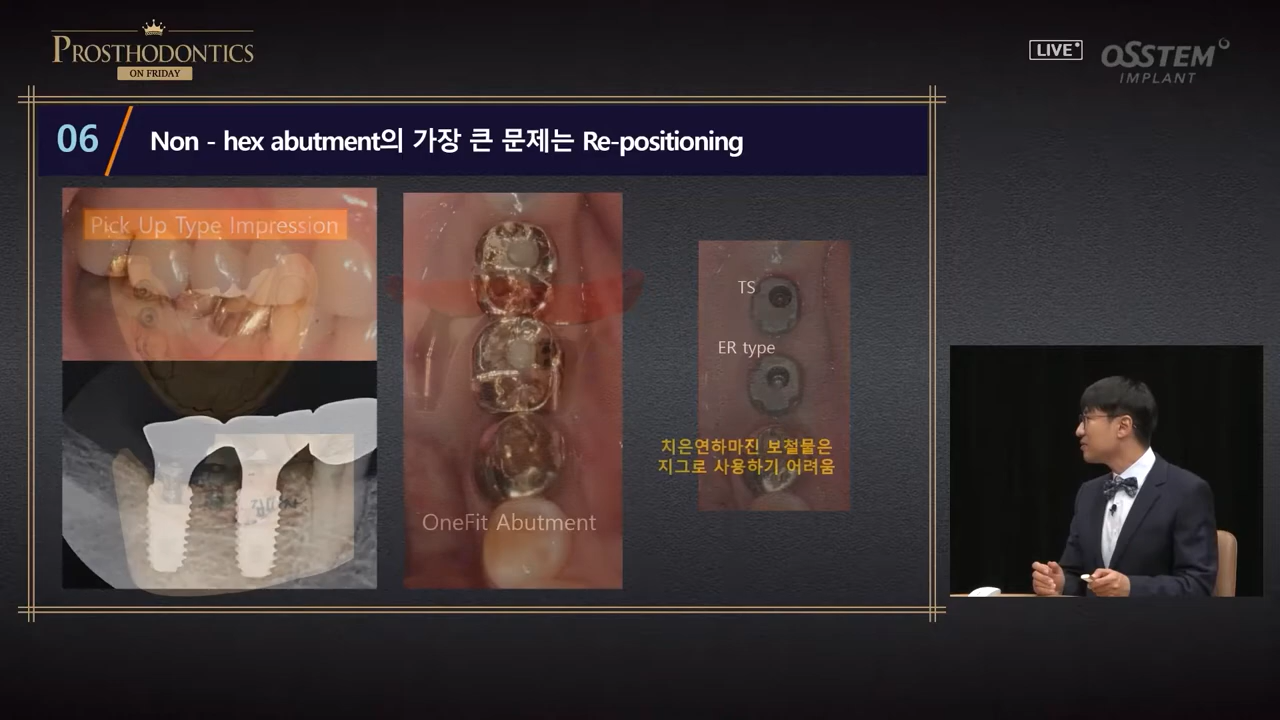 PROSTHODONTICS
ON FRIDAY
LIVE
OSSTEM
IMPLANT
06
Non - hex abutment의 가장 큰 문제는 Re-positioning
Pick Up Type Impression
TS
ER type
치은연하마진 보철물은
지그로 사용하기 어려움
OneFit Abutment